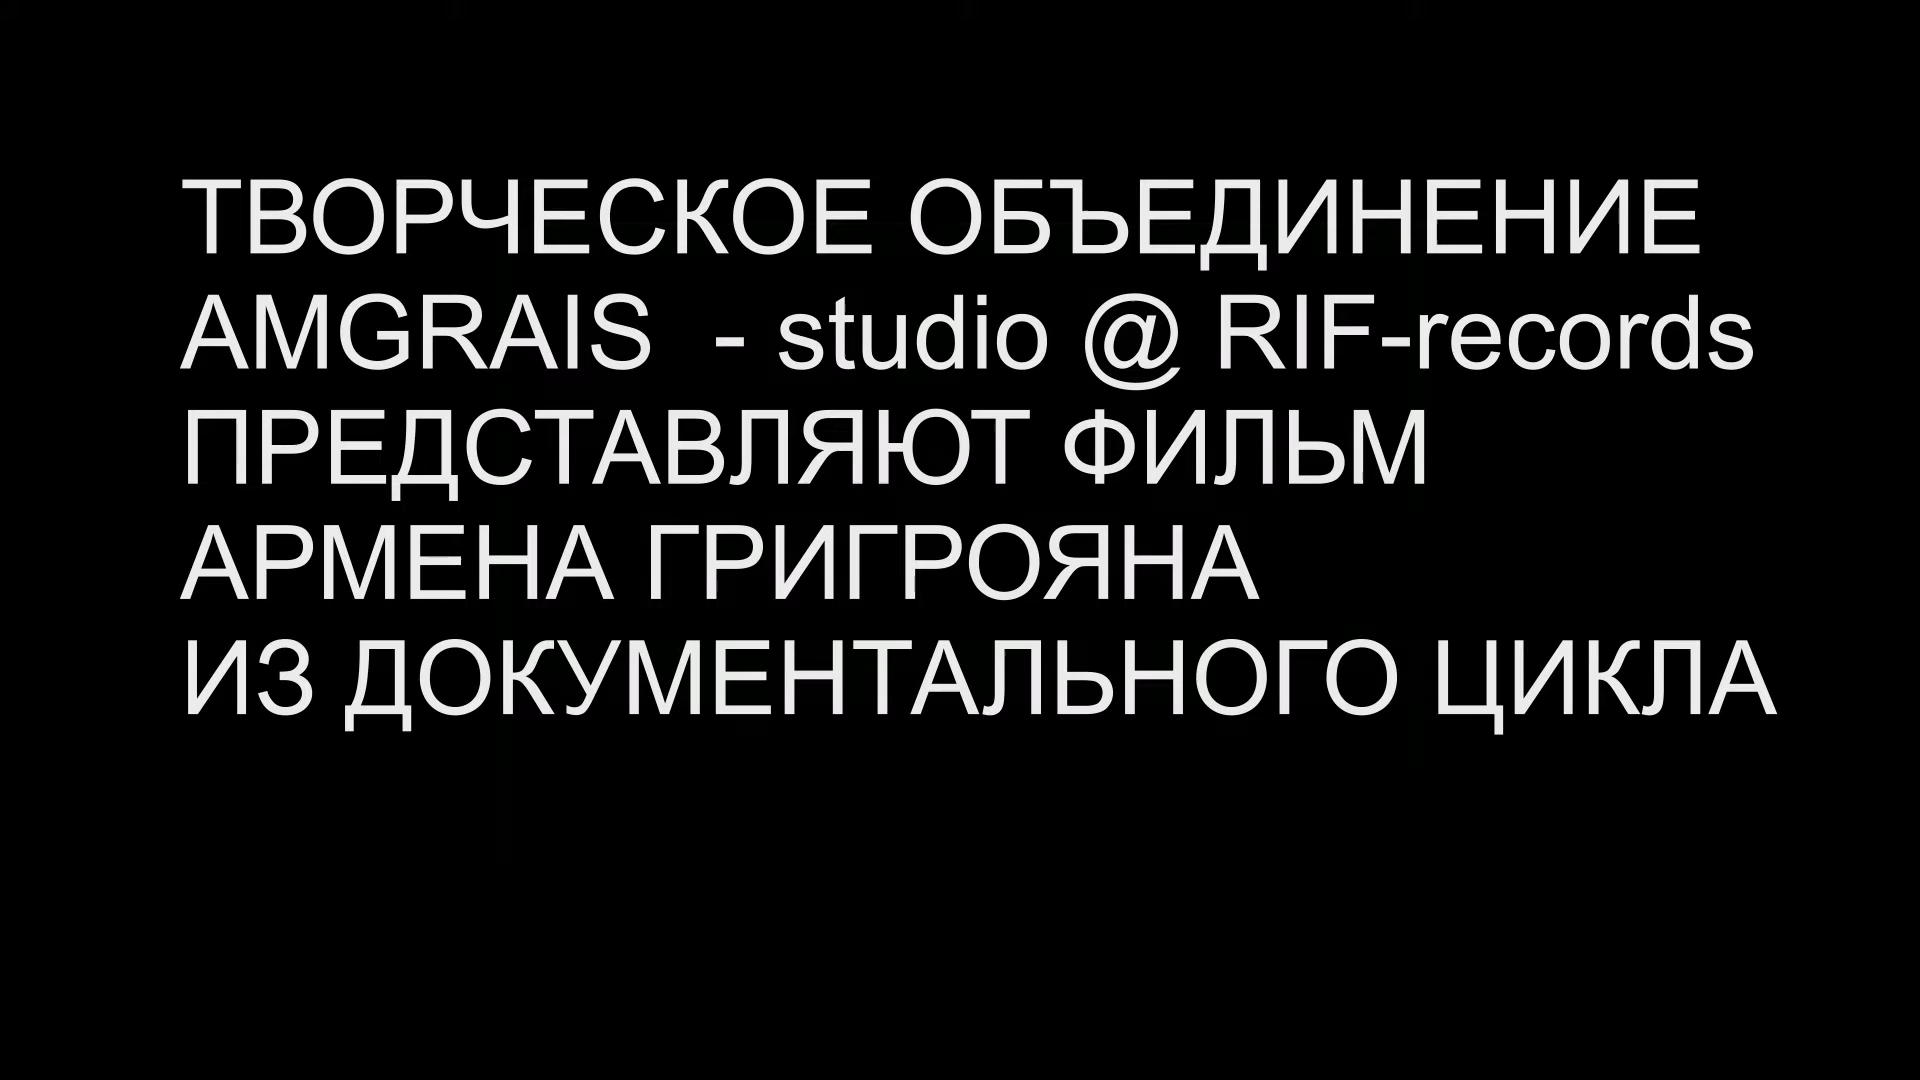 ТВОРЧЕСКОЕ ОБЪЕДИНЕНИЕ
AMGRAIS  - studio @ RIF-records
ПРЕДСТАВЛЯЮТ ФИЛЬМ
АРМЕНА ГРИГРОЯНА
ИЗ ДОКУМЕНТАЛЬНОГО ЦИКЛА